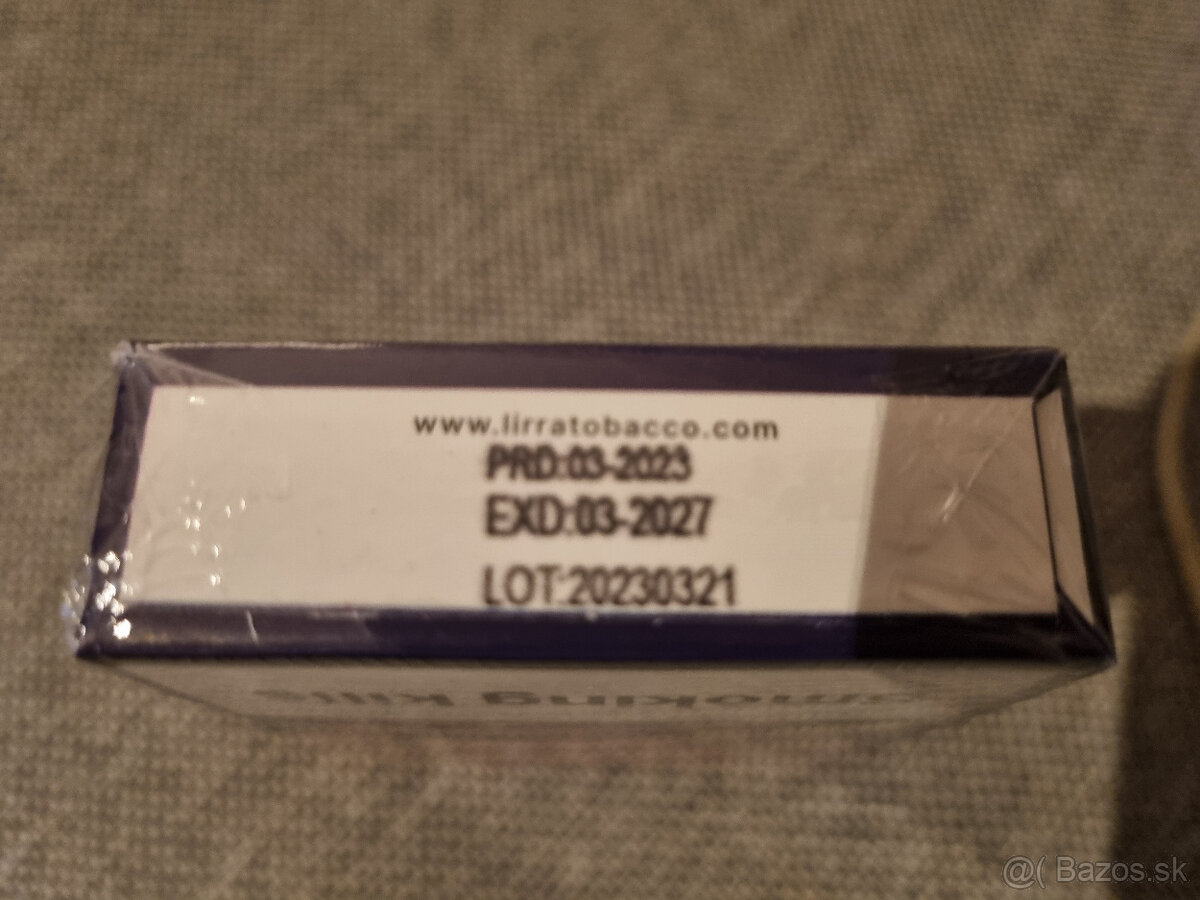 www.lirratobacco.com
PRD:03-2023
EXD:03-2027
LOT:20230321
smoking kills
@( Bazos.sk